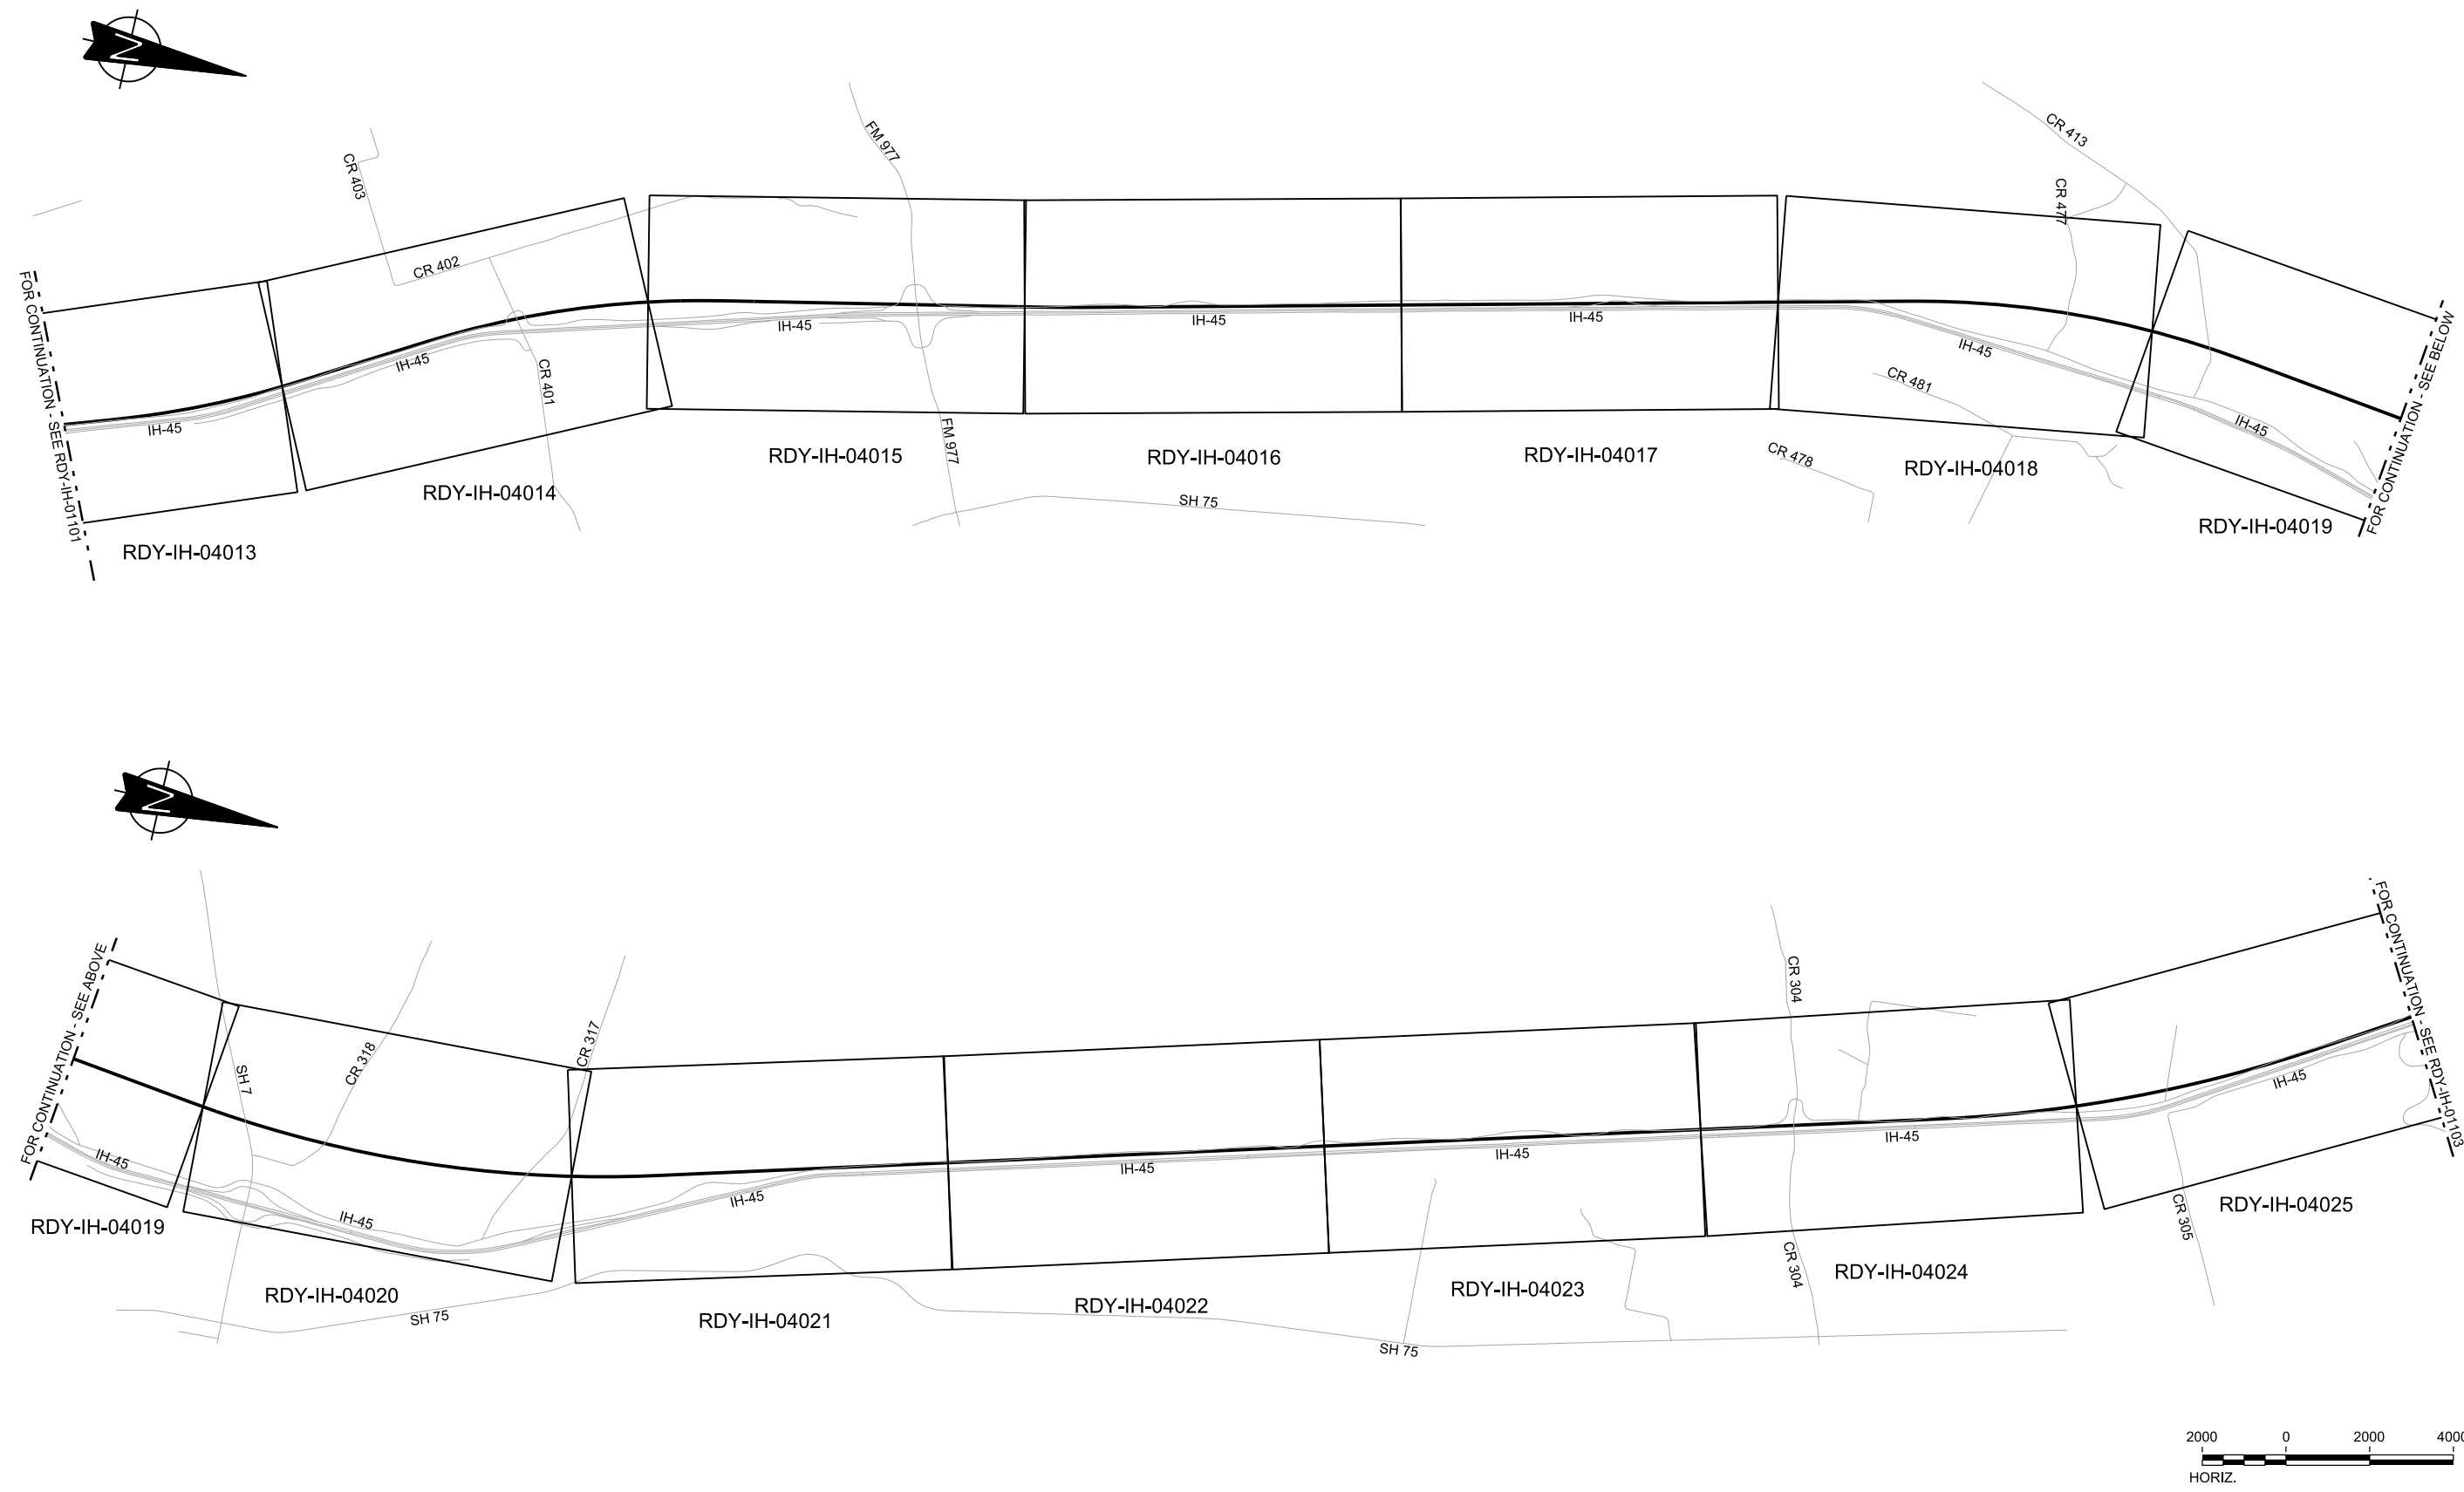 N
FM 977
CR 413
CR 403
CR 477
CR 402
FOR CONTINUATION - SEE RDY-IH-01101
FOR CONTINUATION - SEE BELOW
IH-45
IH-45
IH-45
IH-45
IH-45
IH-45
IH-45
CR 401
CR 481
FM 977
CR 478
SH 75
RDY-IH-04013
RDY-IH-04014
RDY-IH-04015
RDY-IH-04016
RDY-IH-04017
RDY-IH-04018
RDY-IH-04019
N
FOR CONTINUATION - SEE ABOVE
FOR CONTINUATION - SEE RDY-IH-01103
SH 7
CR 318
CR 317
CR 304
IH-45
IH-45
IH-45
IH-45
IH-45
IH-45
IH-45
CR 304
CR 305
SH 75
SH 75
RDY-IH-04019
RDY-IH-04020
RDY-IH-04021
RDY-IH-04022
RDY-IH-04023
RDY-IH-04024
RDY-IH-04025
2000 0 2000 4000
HORIZ.